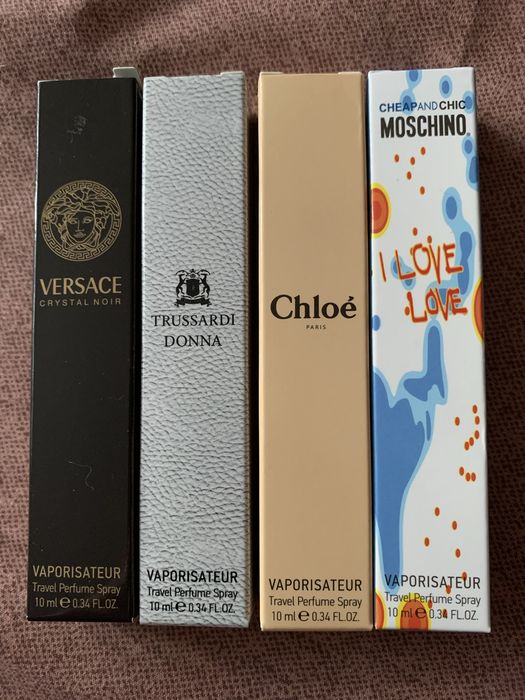 VERSACE
CRYSTAL NOIR
VAPORISATEUR
Travel Perfume Spray
10 ml e 0.34 FL.OZ.
TRUSSARDI
DONNA
VAPORISATEUR
Travel Perfume Spray
10 ml e 0.34 FL.OZ.
Chloé
PARIS
VAPORISATEUR
Travel Perfume Spray
10 ml e 0.34 FL.OZ.
CHEAPANDCHIC
MOSCHINO
I LOVE
LOVE
VAPORISATEUR
Travel Perfume Spray
10 ml e 0.34 FL.OZ.